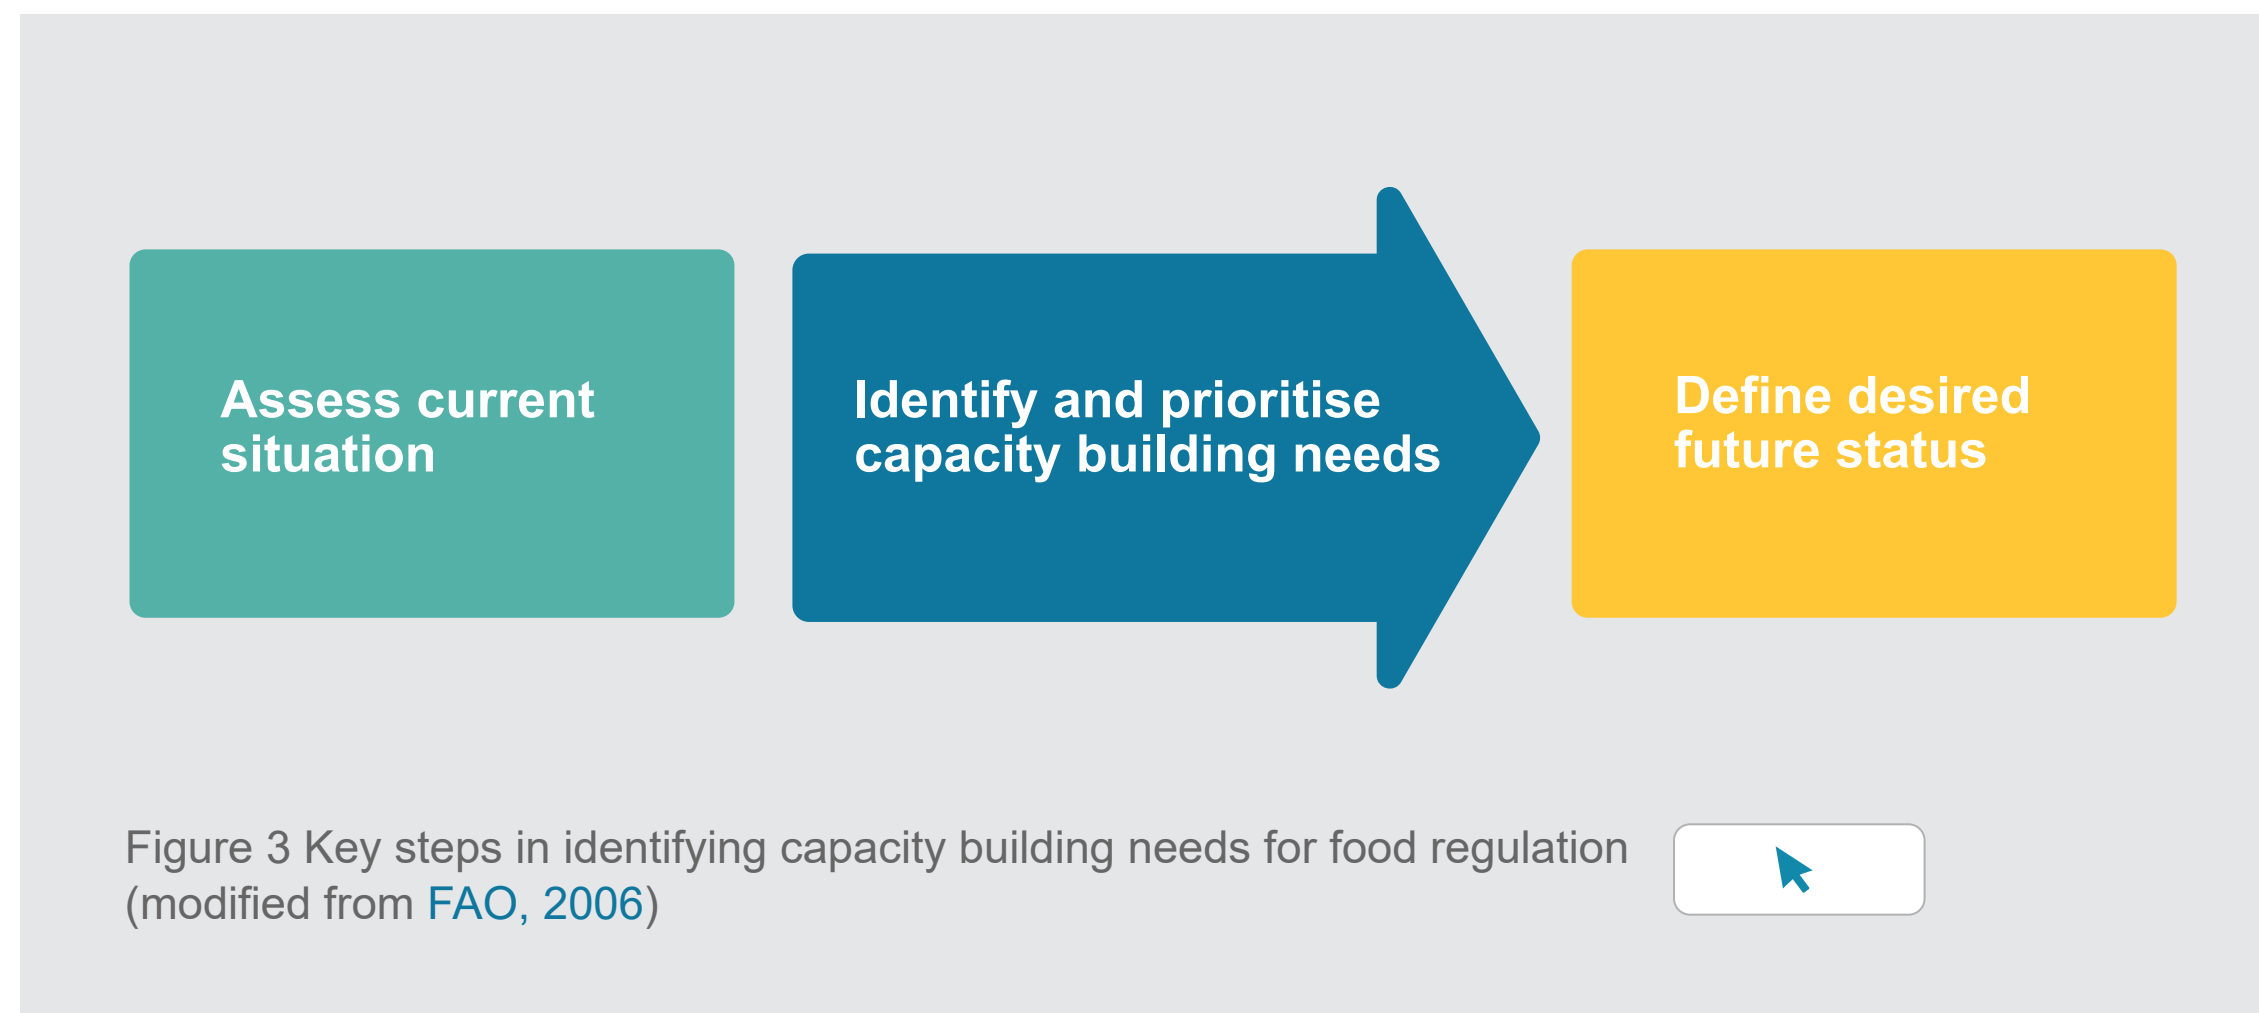 Assess current
situation
Identify and prioritise
capacity building needs
Define desired
future status
Figure 3 Key steps in identifying capacity building needs for food regulation
(modified from FAO, 2006)